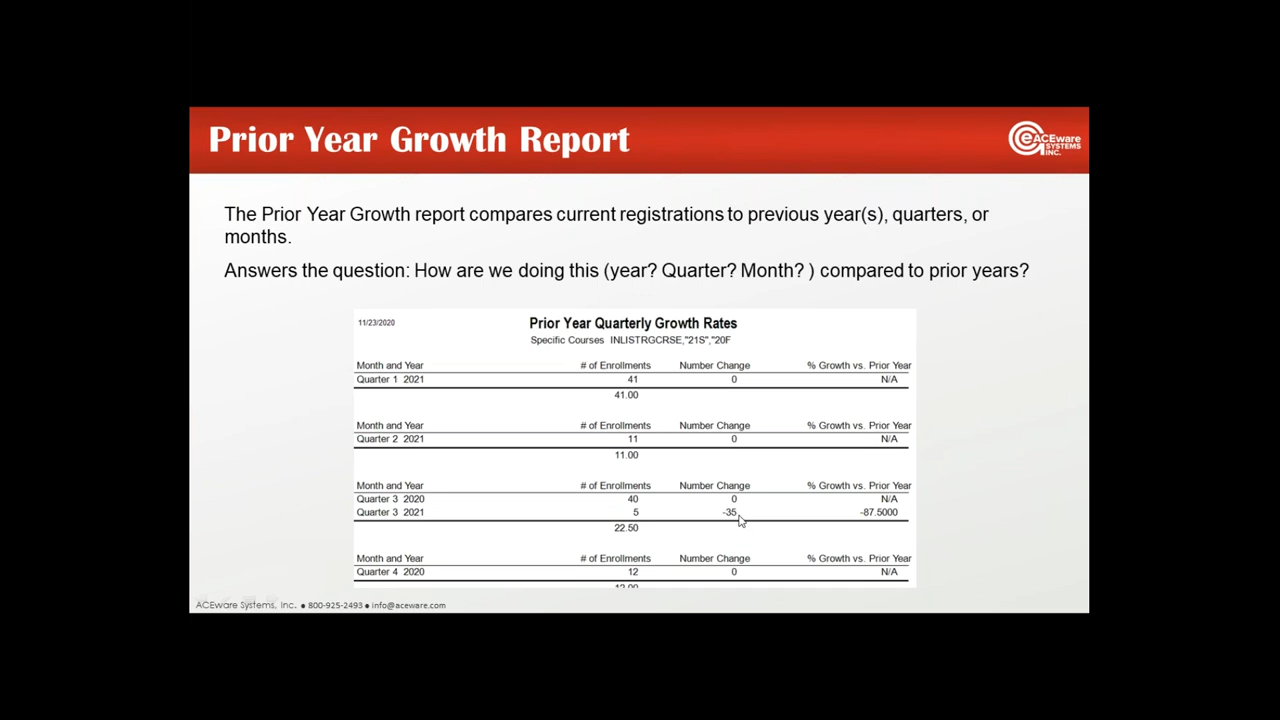 Prior Year Growth Report
eACEware
SYSTEMS
INC.
The Prior Year Growth report compares current registrations to previous year(s), quarters, or
months.
Answers the question: How are we doing this (year? Quarter? Month? ) compared to prior years?
11/23/2020 Prior Year Quarterly Growth Rates
Specific Courses INLISTRGCRSE,"21S","20F
Month and Year # of Enrollments Number Change % Growth vs. Prior Year
Quarter 1 2021 41 0 N/A
41.00
Month and Year # of Enrollments Number Change % Growth vs. Prior Year
Quarter 2 2021 11 0 N/A
11.00
Month and Year # of Enrollments Number Change % Growth vs. Prior Year
Quarter 3 2020 40 0 N/A
Quarter 3 2021 5 -35 -87.5000
22.50
Month and Year # of Enrollments Number Change % Growth vs. Prior Year
Quarter 4 2020 12 0 N/A
12.00
ACEware Systems, Inc. ● 800-925-2493 ● info@aceware.com